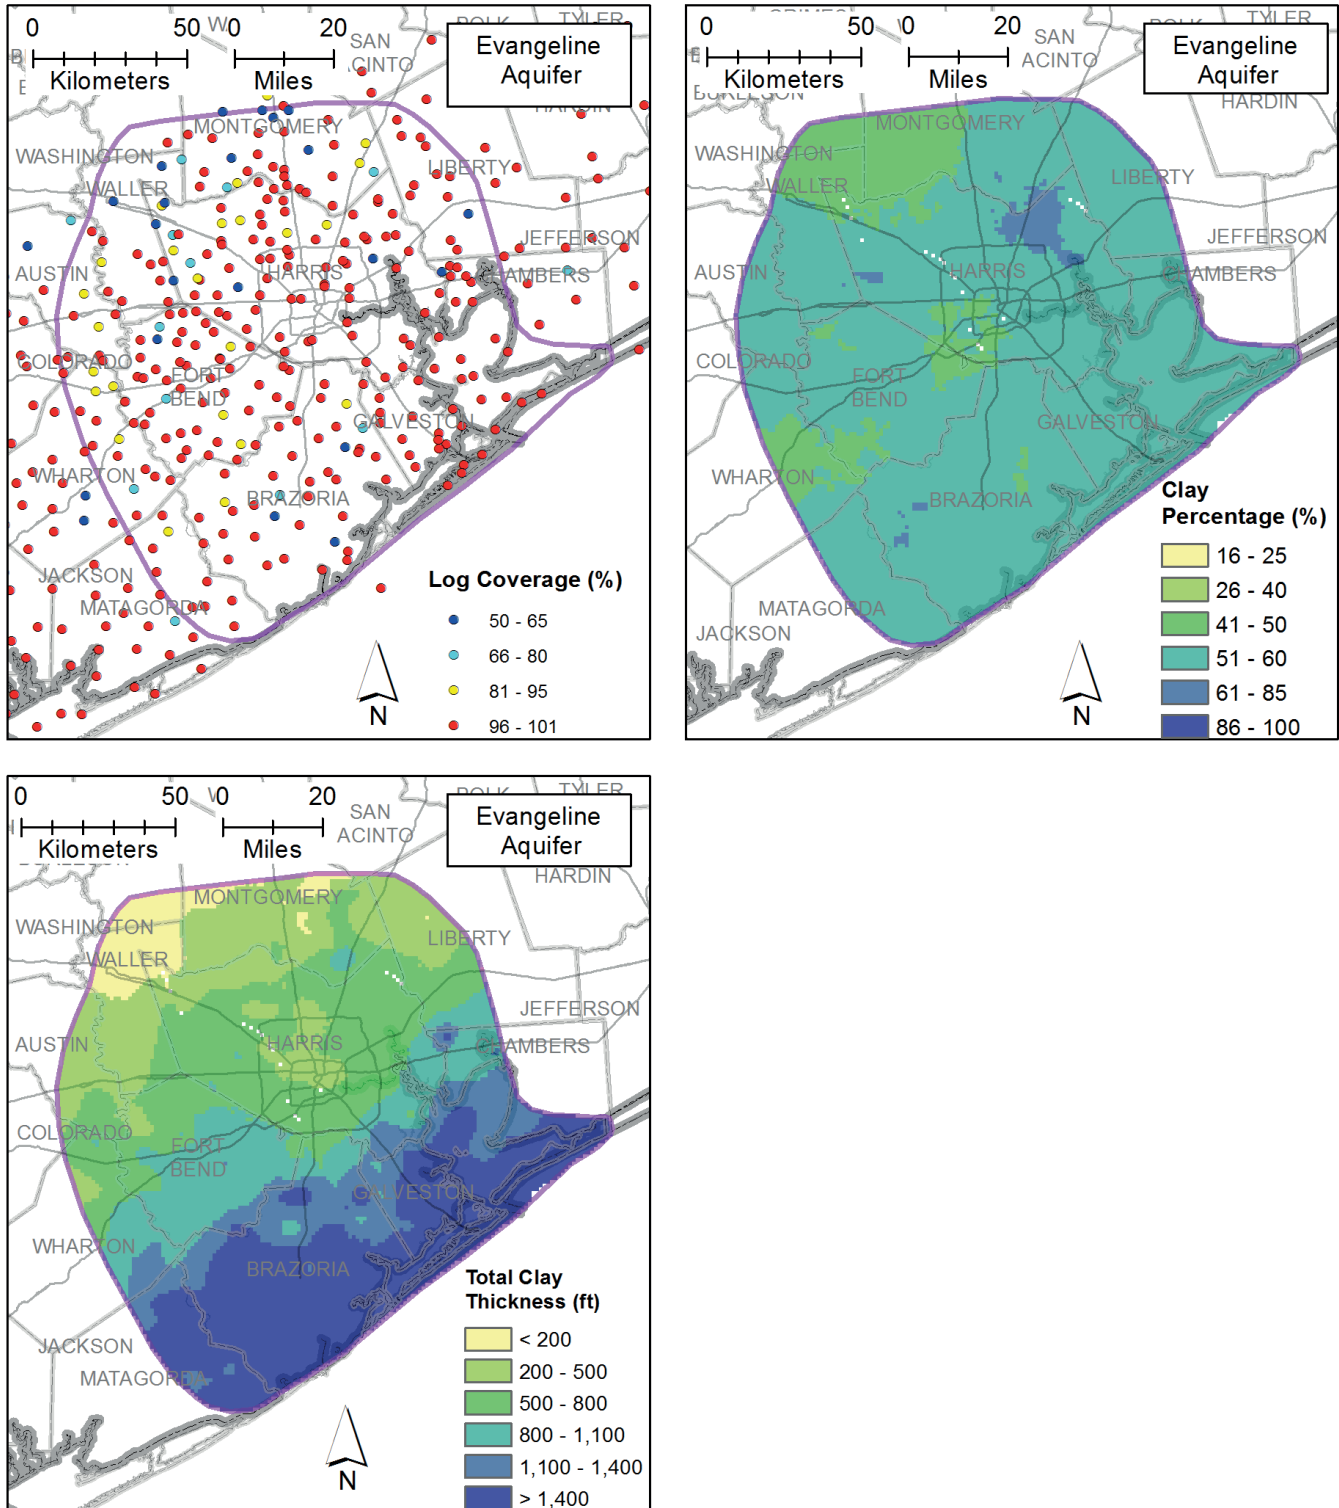 0 50 0 20
Kilometers Miles
Evangeline
Aquifer
TYLER
SAN
ACINTO
HARDIN
MONTGOMERY
WASHINGTON
LIBERTY
WALLER
JEFFERSON
HARRIS
AUSTIN
CHAMBERS
COLORADO
FORT
BEND
GALVESTON
WHARTON
BRAZORIA
JACKSON
MATAGORDA
Log Coverage (%)
50 - 65
66 - 80
81 - 95
96 - 101
N
0 50 0 20
Kilometers Miles
Evangeline
Aquifer
TYLER
SAN
ACINTO
HARDIN
BURLESON
MONTGOMERY
WASHINGTON
LIBERTY
WALLER
JEFFERSON
HARRIS
AUSTIN
CHAMBERS
COLORADO
FORT
BEND
GALVESTON
WHARTON
BRAZORIA
MATAGORDA
JACKSON
Clay
Percentage (%)
16 - 25
26 - 40
41 - 50
51 - 60
61 - 85
86 - 100
N
0 50 0 20
Kilometers Miles
Evangeline
Aquifer
TYLER
SAN
ACINTO
HARDIN
MONTGOMERY
WASHINGTON
LIBERTY
WALLER
JEFFERSON
HARRIS
AUSTIN
CHAMBERS
COLORADO
FORT
BEND
GALVESTON
WHARTON
BRAZORIA
JACKSON
MATAGORDA
Total Clay
Thickness (ft)
< 200
200 - 500
500 - 800
800 - 1,100
1,100 - 1,400
> 1,400
N